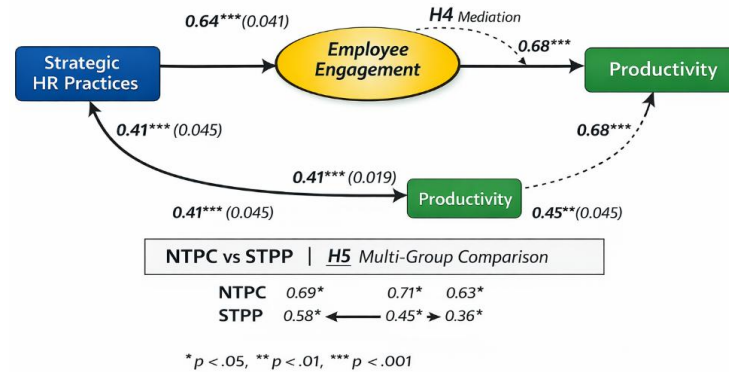 0.64***(0.041)
H4 Mediation
Strategic
HR Practices
Employee
Engagement
0.68***
Productivity
0.41*** (0.045)
0.68***
0.41*** (0.019)
Productivity
0.41*** (0.045)
0.45**(0.045)
NTPC vs STPP | H5 Multi-Group Comparison
NTPC 0.69* 0.71* 0.63*
STPP 0.58* 0.45* 0.36*
*p <.05, **p <.01, ***p <.001